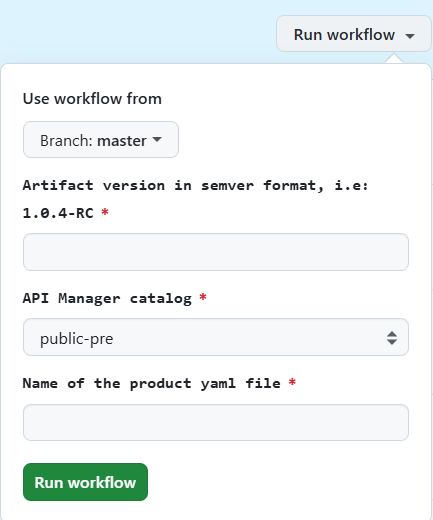 Run workflow
Use workflow from
Branch: master
Artifact version in semver format, i.e:
1.0.4-RC *
API Manager catalog *
public-pre
Name of the product yaml file *
Run workflow